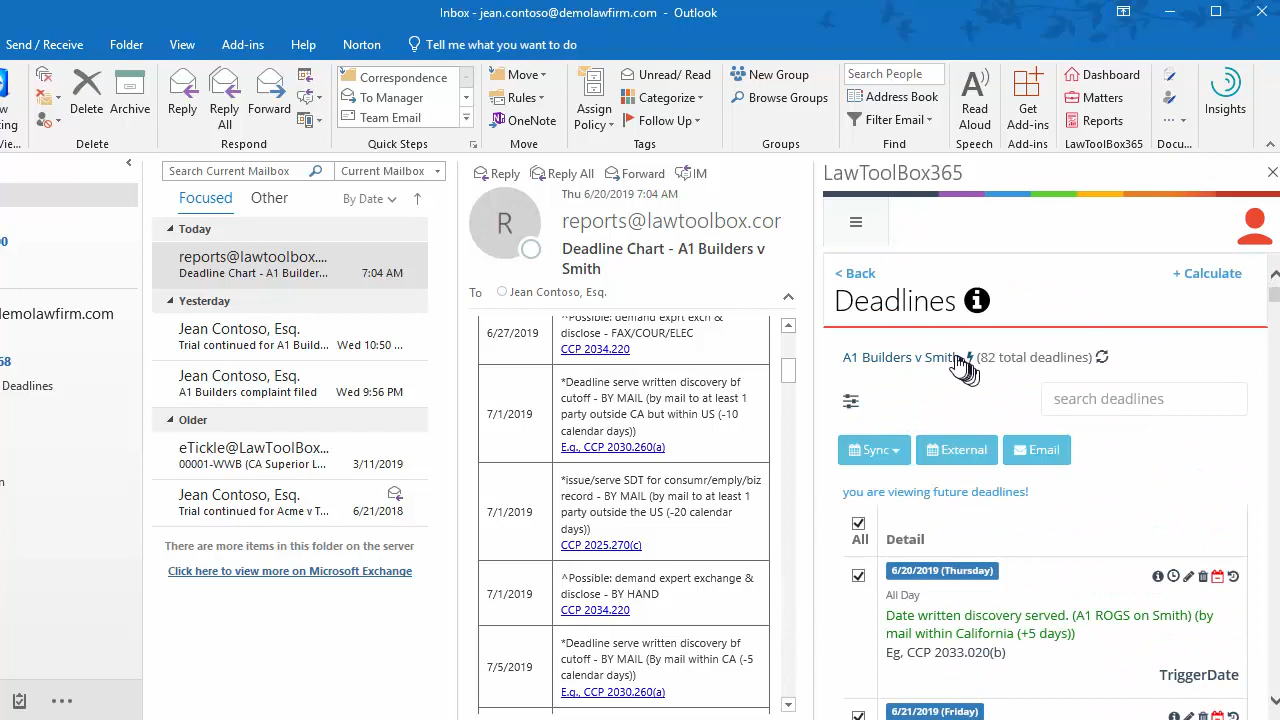 Inbox - jean.contoso@demolawfirm.com - Outlook
Send / Receive Folder View Add-ins Help Norton Tell me what you want to do
Delete Archive
Reply Reply All Forward
Correspondence
To Manager
Team Email
Move
Rules
OneNote
Assign Policy
Unread/ Read
Categorize
Follow Up
New Group
Browse Groups
Search People
Address Book
Filter Email
Read Aloud
Get Add-ins
Dashboard
Matters
Reports
Insights
Delete Respond Quick Steps Move Tags Groups Find Speech Add-ins LawToolBox365 Docu...
demolawfirm.com
Deadlines
Search Current Mailbox Current Mailbox
Focused Other By Date
Today
reports@lawtoolbox....
Deadline Chart - A1 Builder... 7:04 AM
Yesterday
Jean Contoso, Esq.
Trial continued for A1 Build... Wed 10:50 ...
Jean Contoso, Esq.
A1 Builders complaint filed Wed 9:56 PM
Older
eTickle@LawToolBox...
00001-WWB (CA Superior L... 3/11/2019
Jean Contoso, Esq.
Trial continued for Acme v T... 6/21/2018
There are more items in this folder on the server
Click here to view more on Microsoft Exchange
Reply Reply All Forward IM
Thu 6/20/2019 7:04 AM
R
reports@lawtoolbox.cor
Deadline Chart - A1 Builders v
Smith
To Jean Contoso, Esq.
6/27/2019
^Possible: demand exprt exch &
disclose - FAX/COUR/ELEC
CCP 2034.220
7/1/2019
*Deadline serve written discovery bf
cutoff - BY MAIL (by mail to at least 1
party outside CA but within US (-10
calendar days))
E.g., CCP 2030.260(a)
7/1/2019
*issue/serve SDT for consumr/emply/biz
record - BY MAIL (by mail to at least 1
party outside the US (-20 calendar
days))
CCP 2025.270(c)
7/1/2019
^Possible: demand expert exchange &
disclose - BY HAND
CCP 2034.220
7/5/2019
*Deadline serve written discovery bf
cutoff - BY MAIL (By mail within CA (-5
calendar days))
E.g., CCP 2030.260(a)
LawToolBox365
< Back + Calculate
Deadlines
A1 Builders v Smith (82 total deadlines)
search deadlines
Sync External Email
you are viewing future deadlines!
All Detail
6/20/2019 (Thursday)
All Day
Date written discovery served. (A1 ROGS on Smith) (by
mail within California (+5 days))
Eg, CCP 2033.020(b)
TriggerDate
6/21/2019 (Friday)